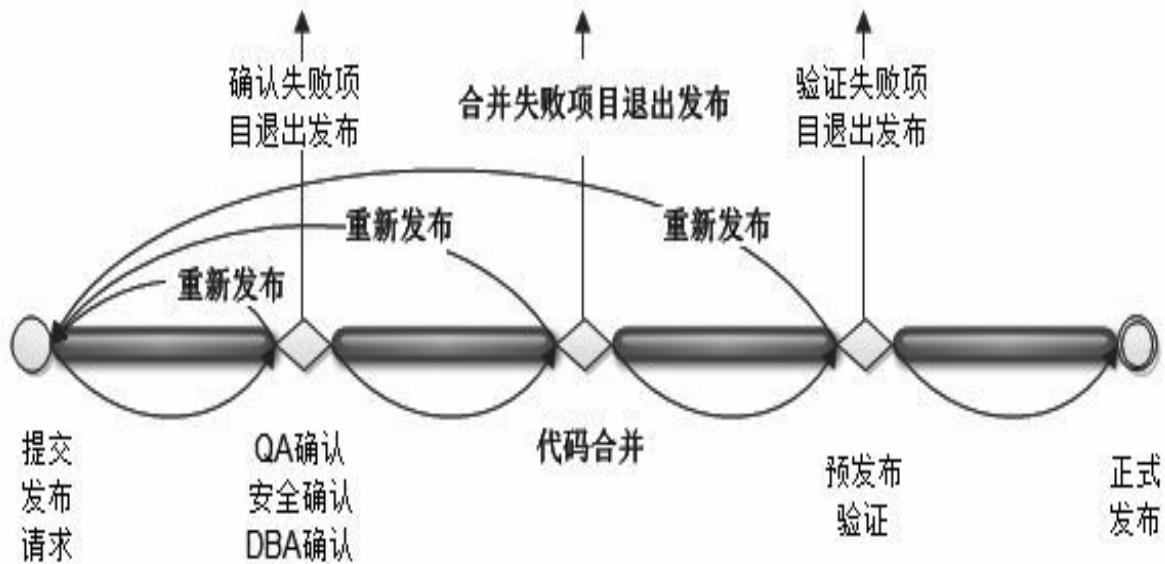 确认失败项
目退出发布
合并失败项目退出发布
验证失败项
目退出发布
重新发布
重新发布
重新发布
提交
发布
请求
QA确认
安全确认
DBA确认
代码合并
预发布
验证
正式
发布